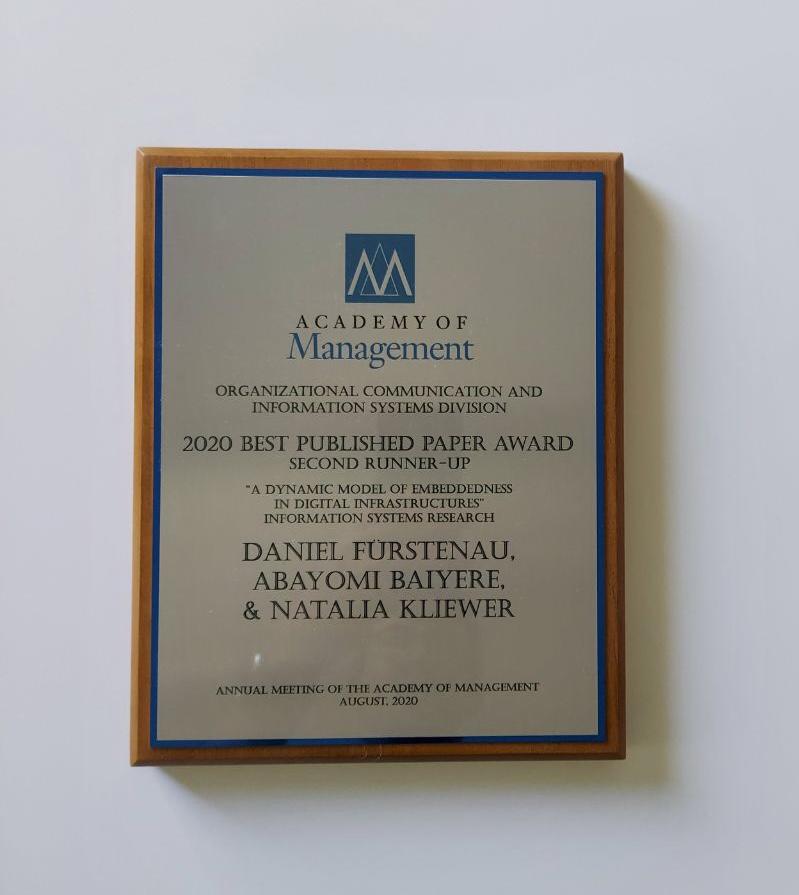 ACADEMY OF
Management
ORGANIZATIONAL COMMUNICATION AND
INFORMATION SYSTEMS DIVISION
2020 BEST PUBLISHED PAPER AWARD
SECOND RUNNER-UP
"A DYNAMIC MODEL OF EMBEDDEDNESS
IN DIGITAL INFRASTRUCTURES"
INFORMATION SYSTEMS RESEARCH
DANIEL FÜRSTENAU,
ABAYOMI BAIYERE,
& NATALIA KLIEWER
ANNUAL MEETING OF THE ACADEMY OF MANAGEMENT
AUGUST, 2020